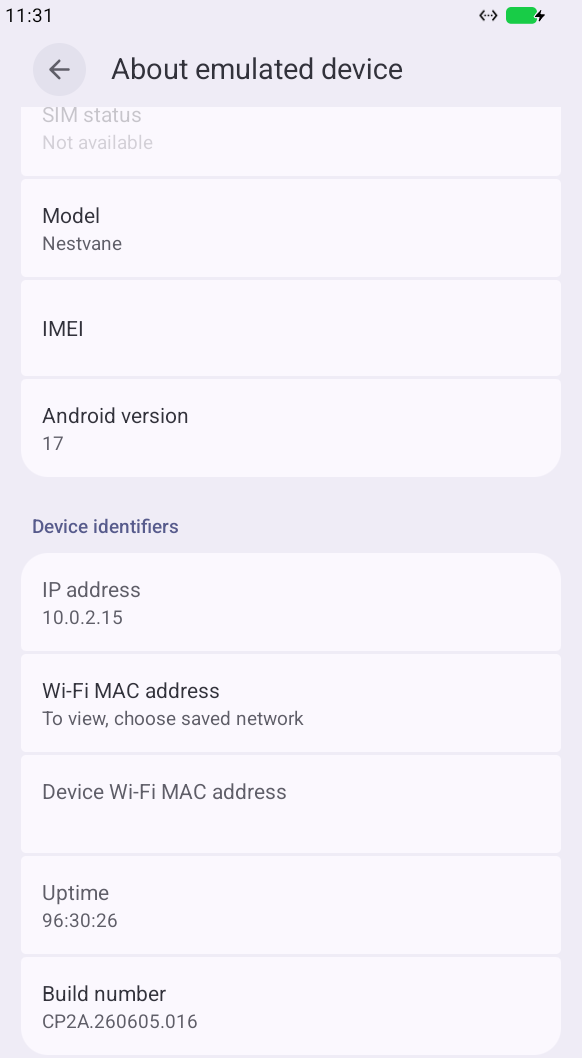 11:31
About emulated device
SIM status
Not available
Model
Nestvane
IMEI
Android version
17
Device identifiers
IP address
10.0.2.15
Wi-Fi MAC address
To view, choose saved network
Device Wi-Fi MAC address
Uptime
96:30:26
Build number
CP2A.260605.016